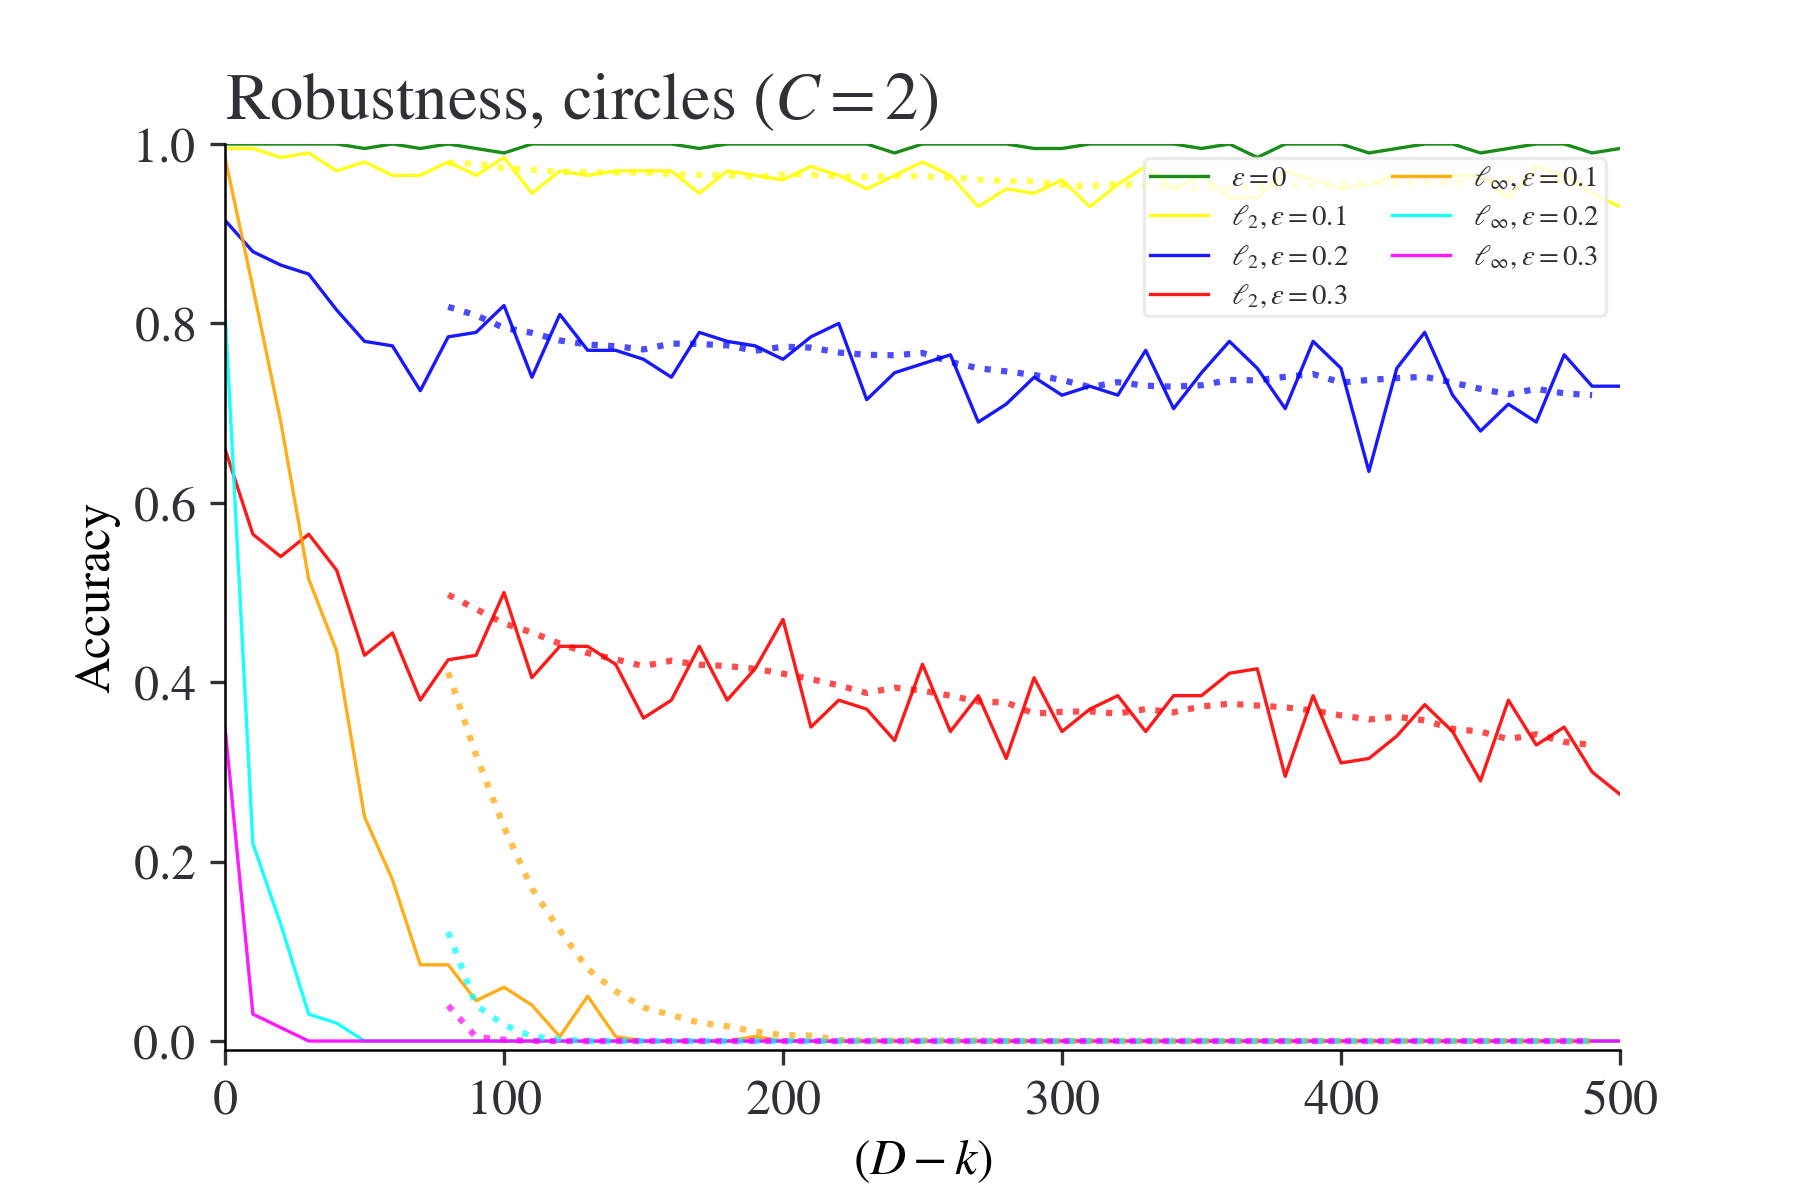 Robustness, circles (C = 2)
1.0
0.8
0.6
0.4
0.2
0.0
Accuracy
ε = 0
ℓ₂, ε = 0.1
ℓ₂, ε = 0.2
ℓ₂, ε = 0.3
ℓ∞, ε = 0.1
ℓ∞, ε = 0.2
ℓ∞, ε = 0.3
0 100 200 300 400 500
(D − k)